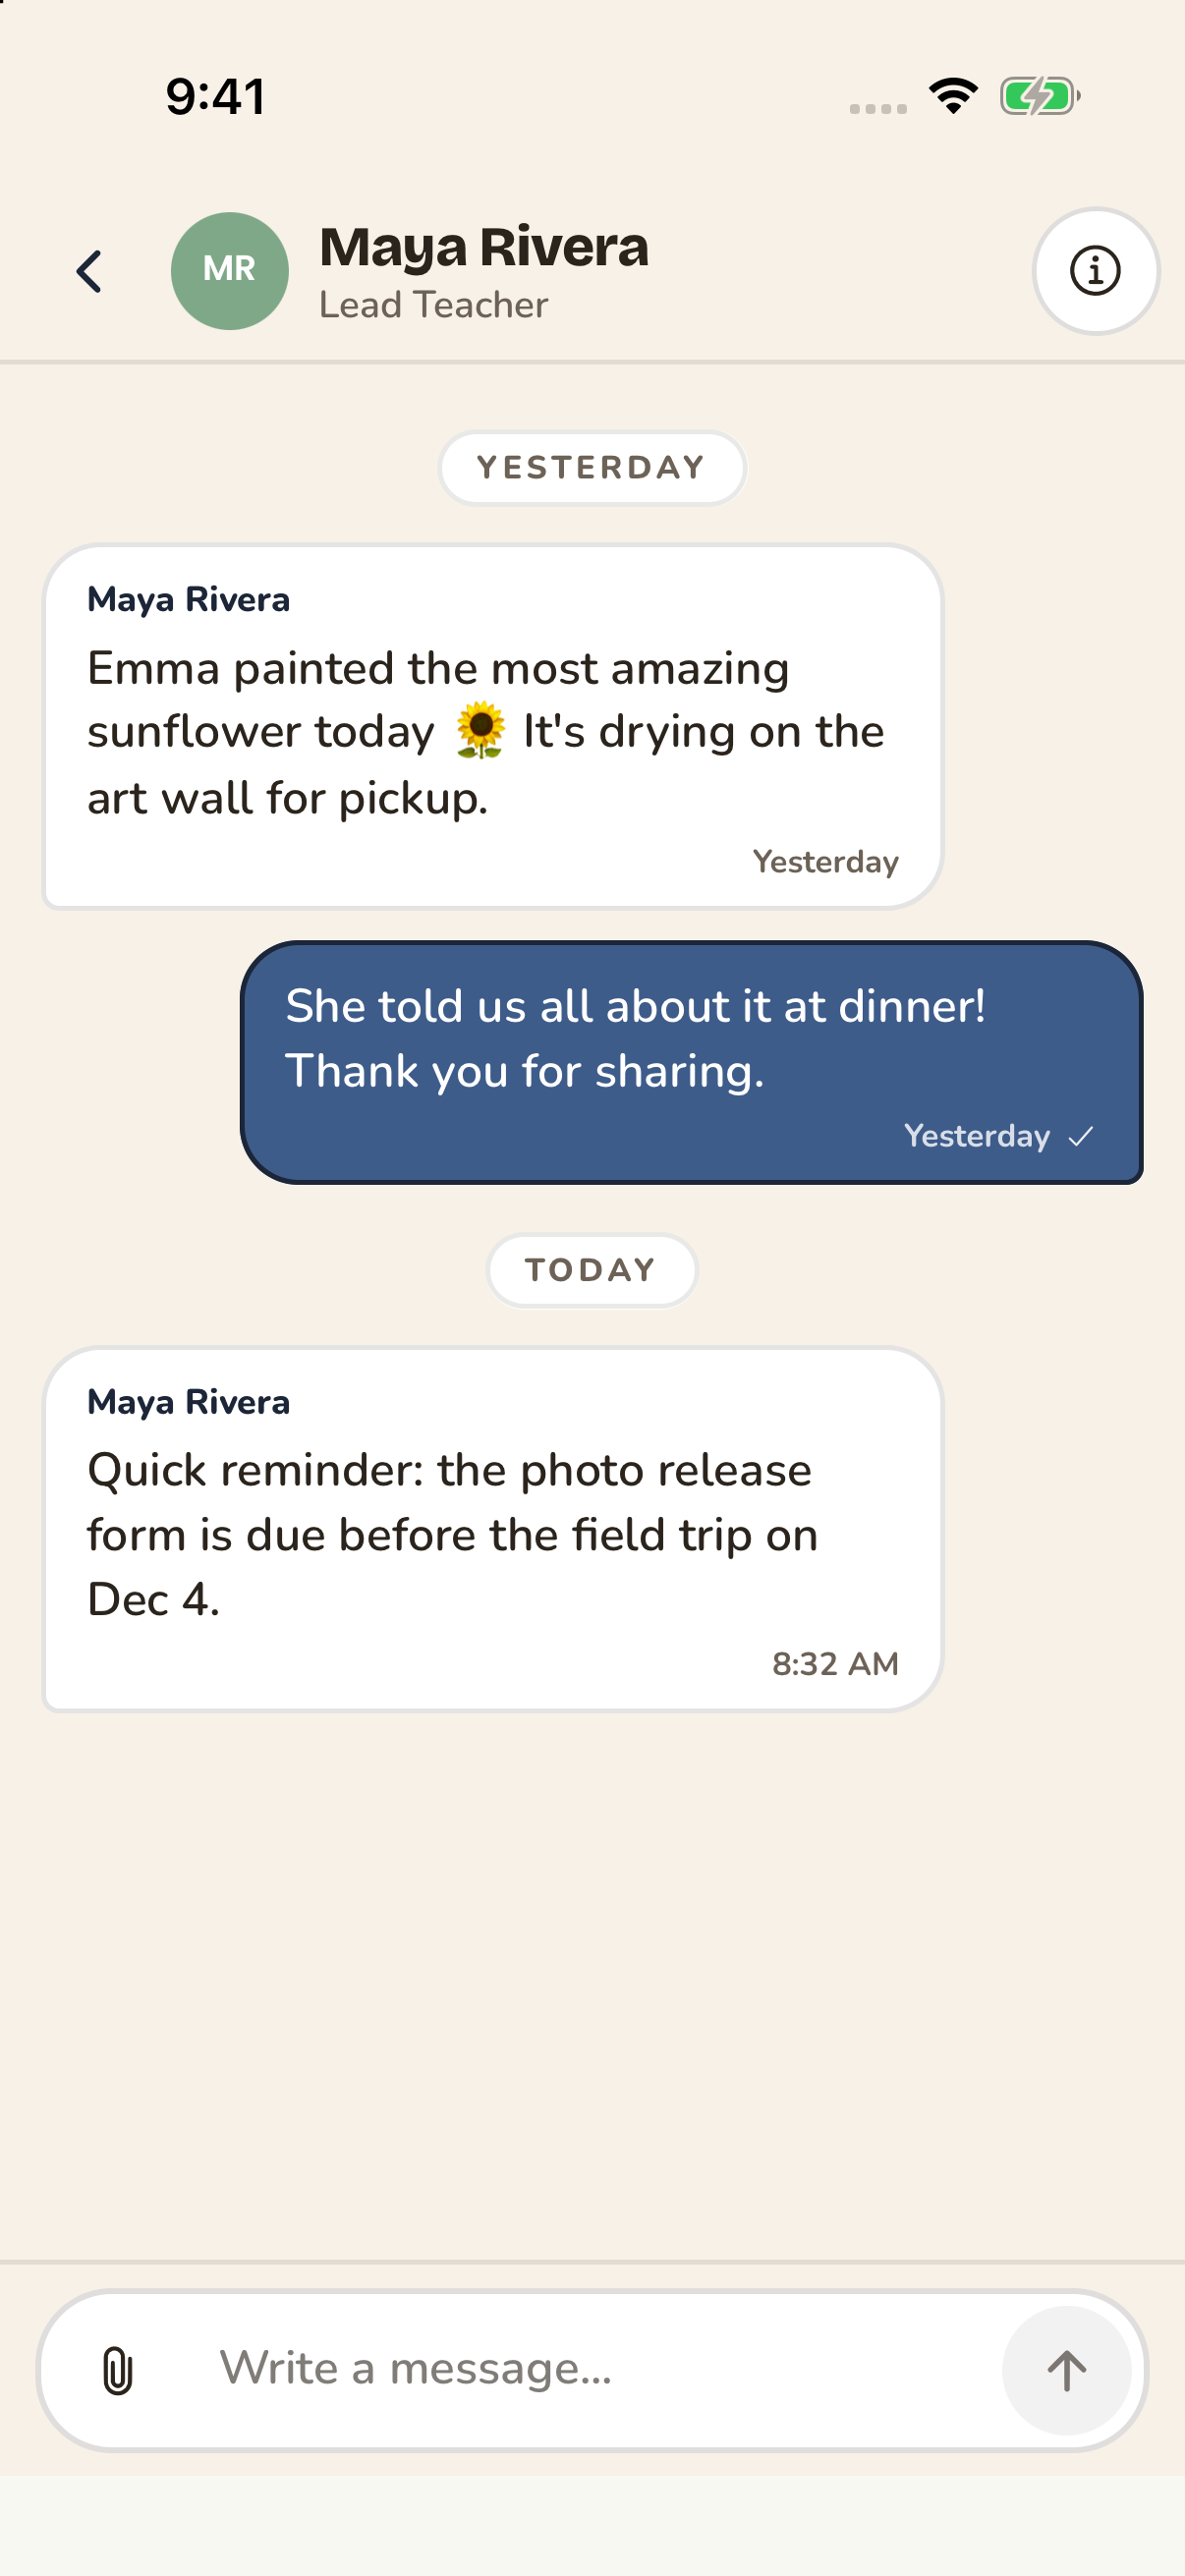 9:41
MR
Maya Rivera
Lead Teacher
YESTERDAY
Maya Rivera
Emma painted the most amazing
sunflower today 🌻 It's drying on the
art wall for pickup.
Yesterday
She told us all about it at dinner!
Thank you for sharing.
Yesterday ✓
TODAY
Maya Rivera
Quick reminder: the photo release
form is due before the field trip on
Dec 4.
8:32 AM
Write a message...